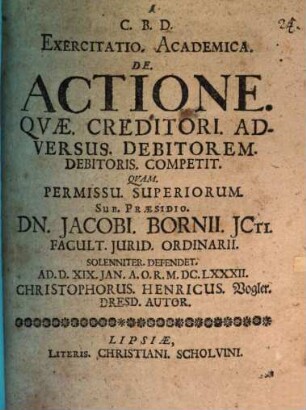 C. B. D.
EXERCITATIO. ACADEMICA.
DE.
ACTIONE.
QVÆ. CREDITORI. AD-
VERSUS. DEBITOREM.
DEBITORIS. COMPETIT.
QVAM.
PERMISSU. SUPERIORUM.
SUB. PRÆSIDIO.
DN. JACOBI. BORNII. JCTI.
FACULT. JURID. ORDINARII.
SOLENNITER. DEFENDET.
AD. D. XIX. JAN. A. O. R. M. DC. LXXXII.
CHRISTOPHORUS. HENRICUS. Vogler.
DRESD. AUTOR.
LIPSIÆ,
LITERIS. CHRISTIANI. SCHOLVINI.